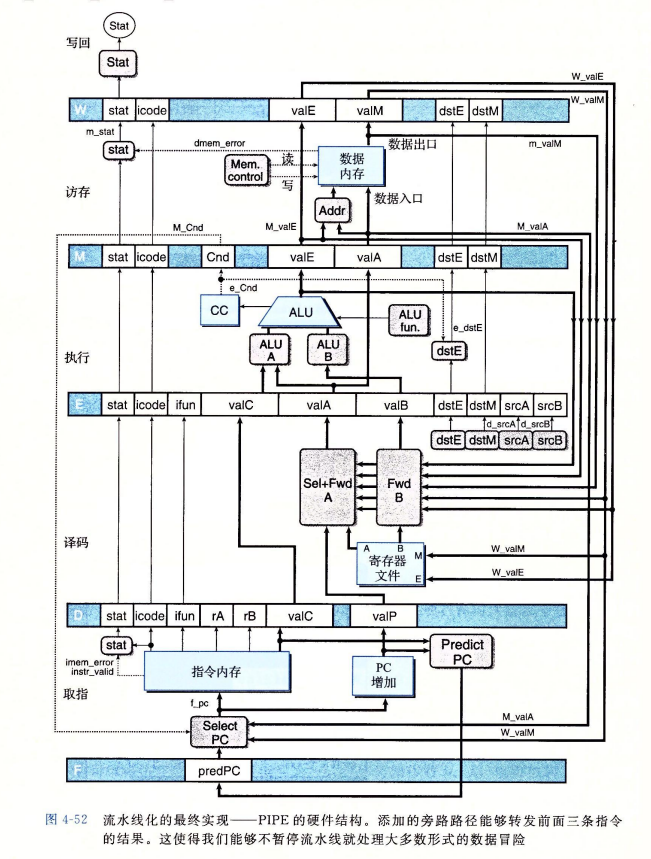 写回
Stat
Stat
W_valE
W stat icode valE valM dstE dstM
W_valM
m_stat
stat
dmem_error
数据出口
m_valM
Mem. control
读
写
数据内存
访存
数据入口
Addr
M_Cnd
M_valE
M_valA
M stat icode Cnd valE valA dstE dstM
e_Cnd
CC
ALU
ALU fun.
e_dstE
ALU A
ALU B
dstE
执行
E stat icode ifun valC valA valB dstE dstM srcA srcB
d_srcA d_srcB
dstE dstM srcA srcB
Sel+Fwd A
Fwd B
译码
A B M
寄存器文件
E
W_valM
W_valE
D stat icode ifun rA rB valC valP
stat
imem_error
instr_valid
指令内存
PC 增加
Predict PC
取指
f_pc
Select PC
M_valA
W_valM
F predPC
图 4-52 流水线化的最终实现——PIPE 的硬件结构。添加的旁路路径能够转发前面三条指令
的结果。这使得我们能够不暂停流水线就处理大多数形式的数据冒险